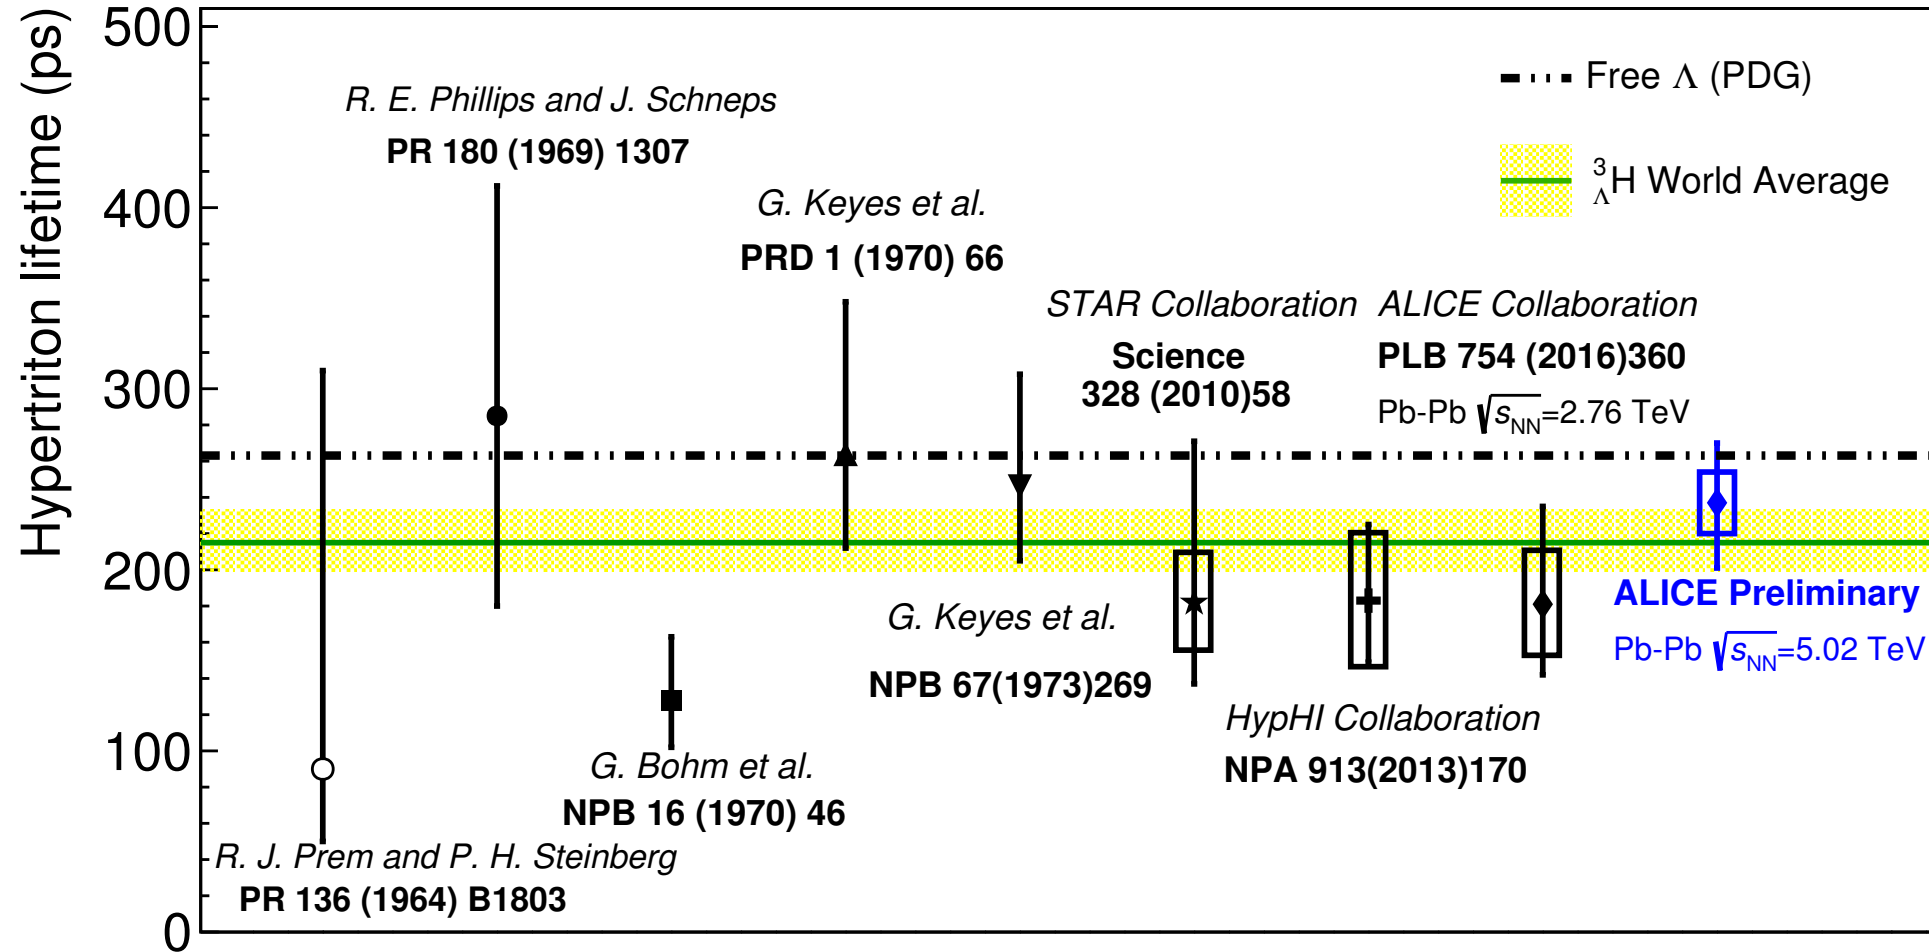 Hypertriton lifetime (ps)
500
400
300
200
100
0
Free Λ (PDG)
³ΛH World Average
R. E. Phillips and J. Schneps
PR 180 (1969) 1307
G. Keyes et al.
PRD 1 (1970) 66
STAR Collaboration
Science
328 (2010)58
ALICE Collaboration
PLB 754 (2016)360
Pb-Pb √sNN=2.76 TeV
ALICE Preliminary
Pb-Pb √sNN=5.02 TeV
G. Keyes et al.
NPB 67(1973)269
HypHI Collaboration
NPA 913(2013)170
G. Bohm et al.
NPB 16 (1970) 46
R. J. Prem and P. H. Steinberg
PR 136 (1964) B1803